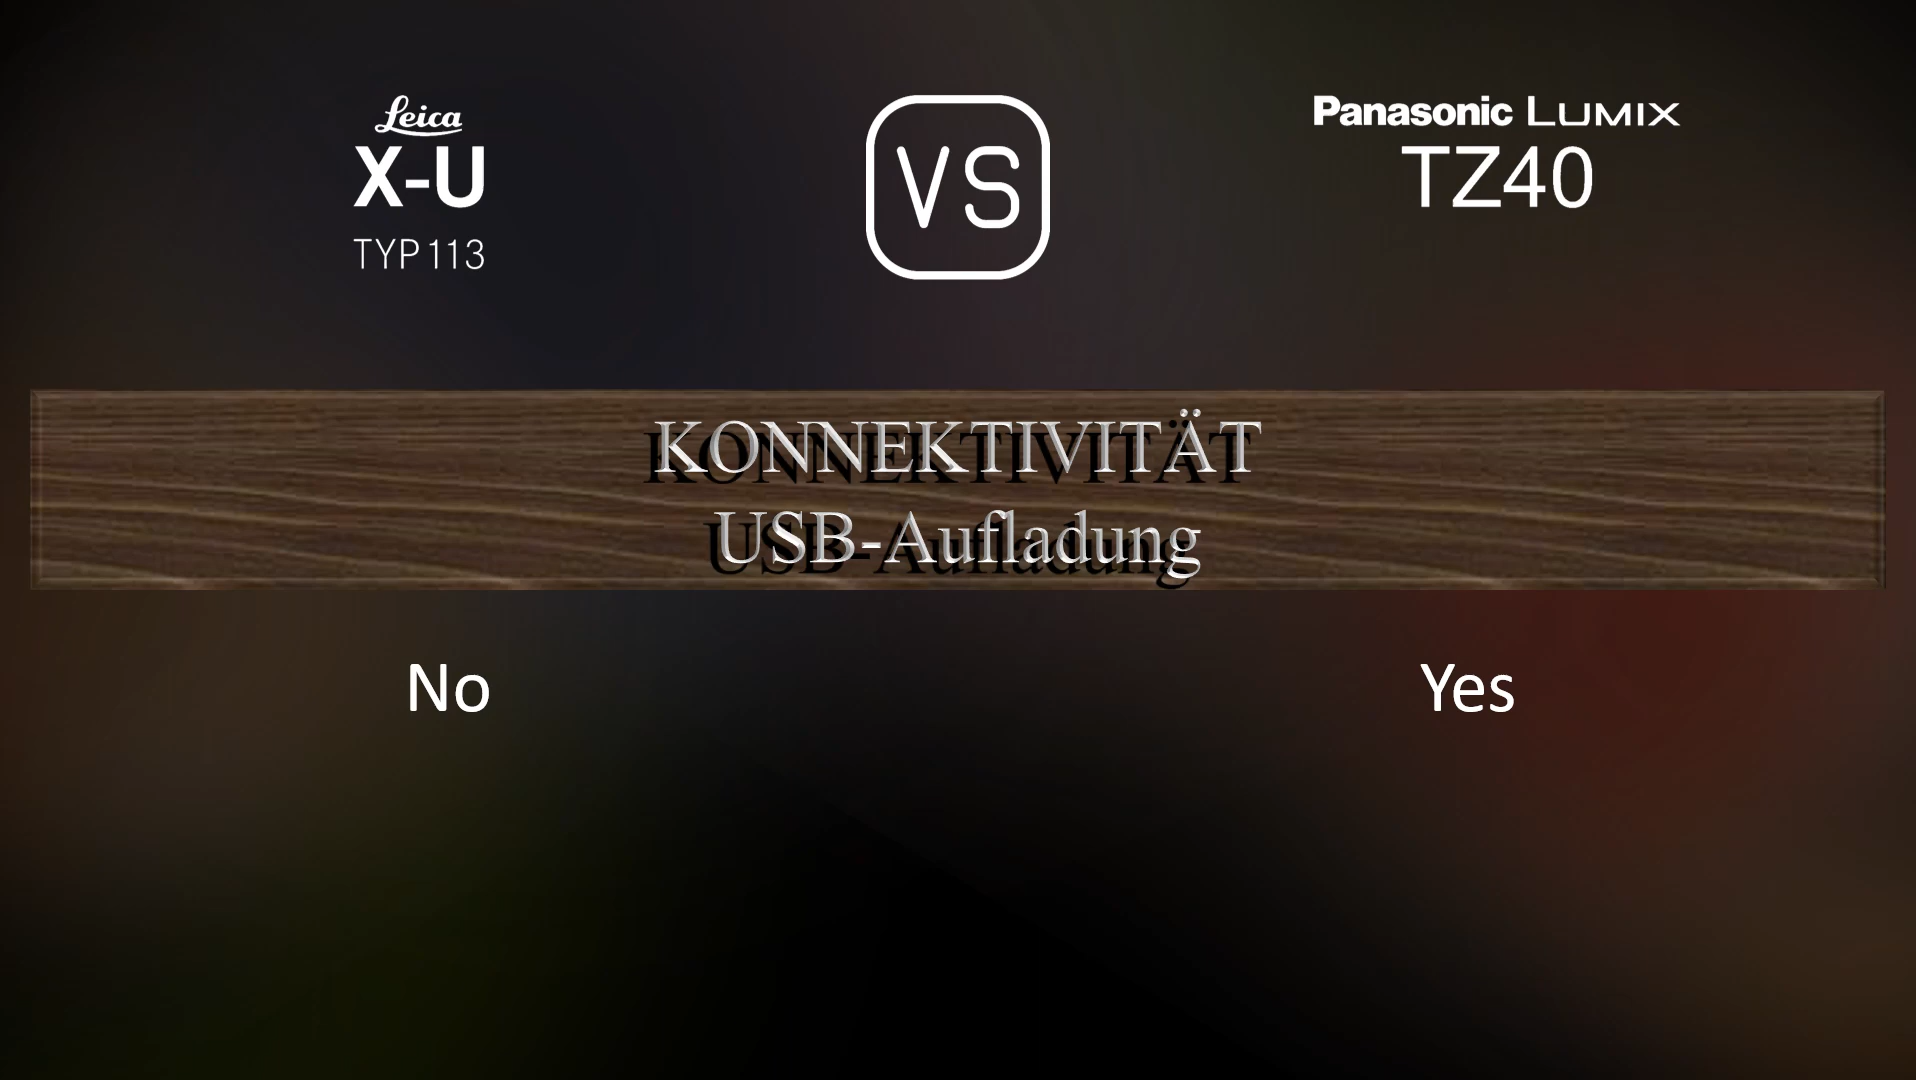 Leica
X-U
TYP 113
VS
Panasonic LUMIX
TZ40
KONNEKTIVITÄT
USB-Aufladung
No
Yes